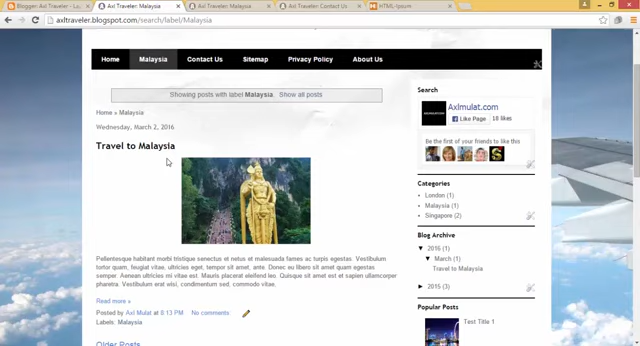 Blogger: Axl Traveler - La
Axl Traveler: Malaysia
Axl Traveler: Malaysia
Axl Traveler: Contact Us
HTML-Ipsum
axltraveler.blogspot.com/search/label/Malaysia
Home Malaysia Contact Us Sitemap Privacy Policy About Us
Showing posts with label Malaysia. Show all posts
Home » Malaysia
Wednesday, March 2, 2016
Travel to Malaysia
Pellentesque habitant morbi tristique senectus et netus et malesuada fames ac turpis egestas. Vestibulum
tortor quam, feugiat vitae, ultricies eget, tempor sit amet, ante. Donec eu libero sit amet quam egestas
semper. Aenean ultricies mi vitae est. Mauris placerat eleifend leo. Quisque sit amet est et sapien ullamcorper
pharetra. Vestibulum erat wisi, condimentum sed, commodo vitae.
Read more »
Posted by Axl Mulat at 8:13 PM No comments:
Labels: Malaysia
Older Posts
Search
Axlmulat.com
Like Page 18 likes
Be the first of your friends to like this
Categories
London (1)
Malaysia (1)
Singapore (2)
Blog Archive
▼ 2016 (1)
▼ March (1)
Travel to Malaysia
► 2015 (3)
Popular Posts
Test Title 1